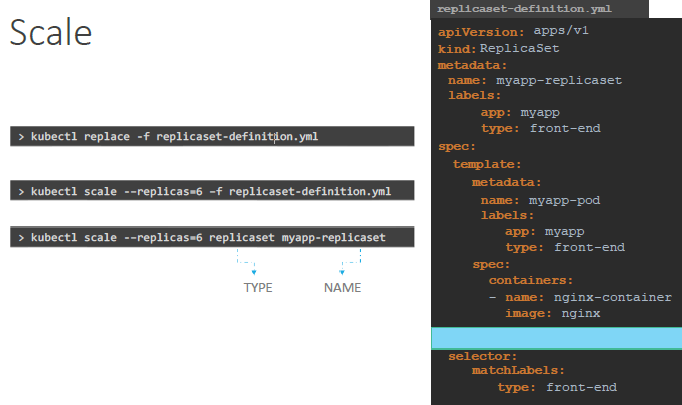 Scale
> kubectl replace -f replicaset-definition.yml
> kubectl scale --replicas=6 -f replicaset-definition.yml
> kubectl scale --replicas=6 replicaset myapp-replicaset
TYPE NAME
replicaset-definition.yml
apiVersion: apps/v1
kind: ReplicaSet
metadata:
name: myapp-replicaset
labels:
app: myapp
type: front-end
spec:
template:
metadata:
name: myapp-pod
labels:
app: myapp
type: front-end
spec:
containers:
- name: nginx-container
image: nginx
selector:
matchLabels:
type: front-end